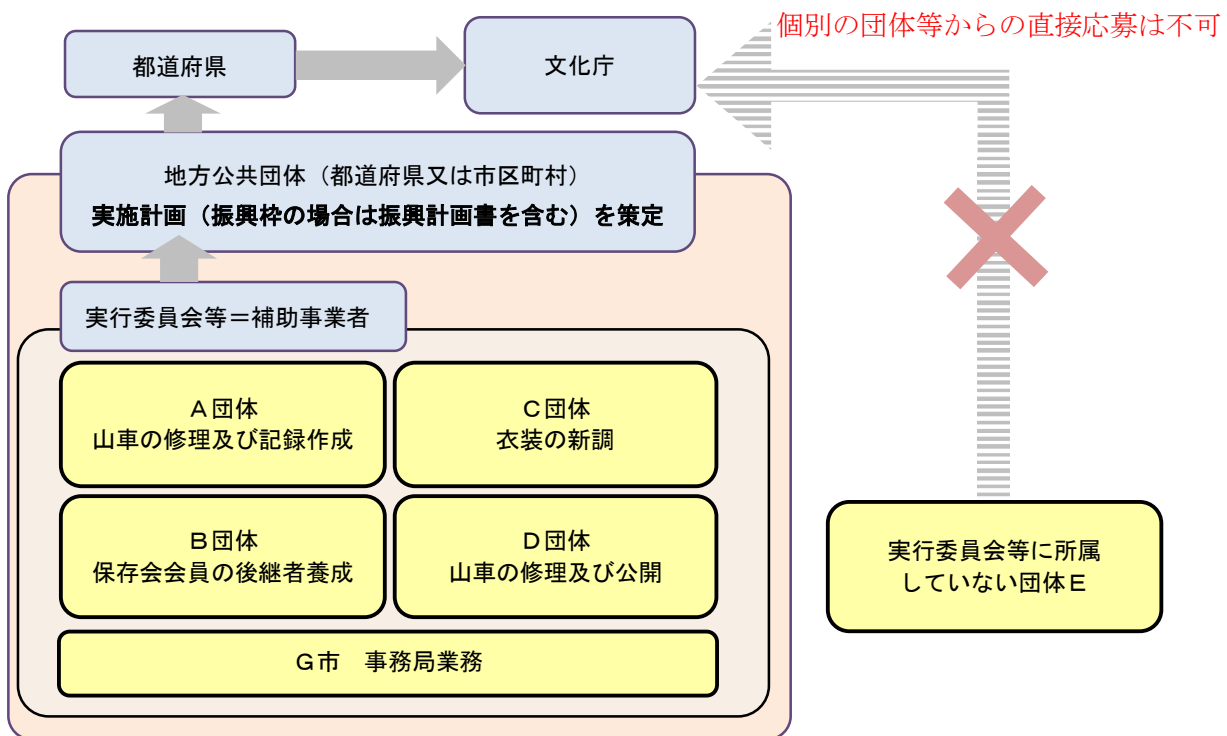 個別の団体等からの直接応募は不可
都道府県
文化庁
地方公共団体（都道府県又は市区町村）
実施計画（振興枠の場合は振興計画書を含む）を策定
実行委員会等＝補助事業者
Ａ団体
山車の修理及び記録作成
Ｃ団体
衣装の新調
Ｂ団体
保存会会員の後継者養成
Ｄ団体
山車の修理及び公開
実行委員会等に所属
していない団体Ｅ
Ｇ市　事務局業務